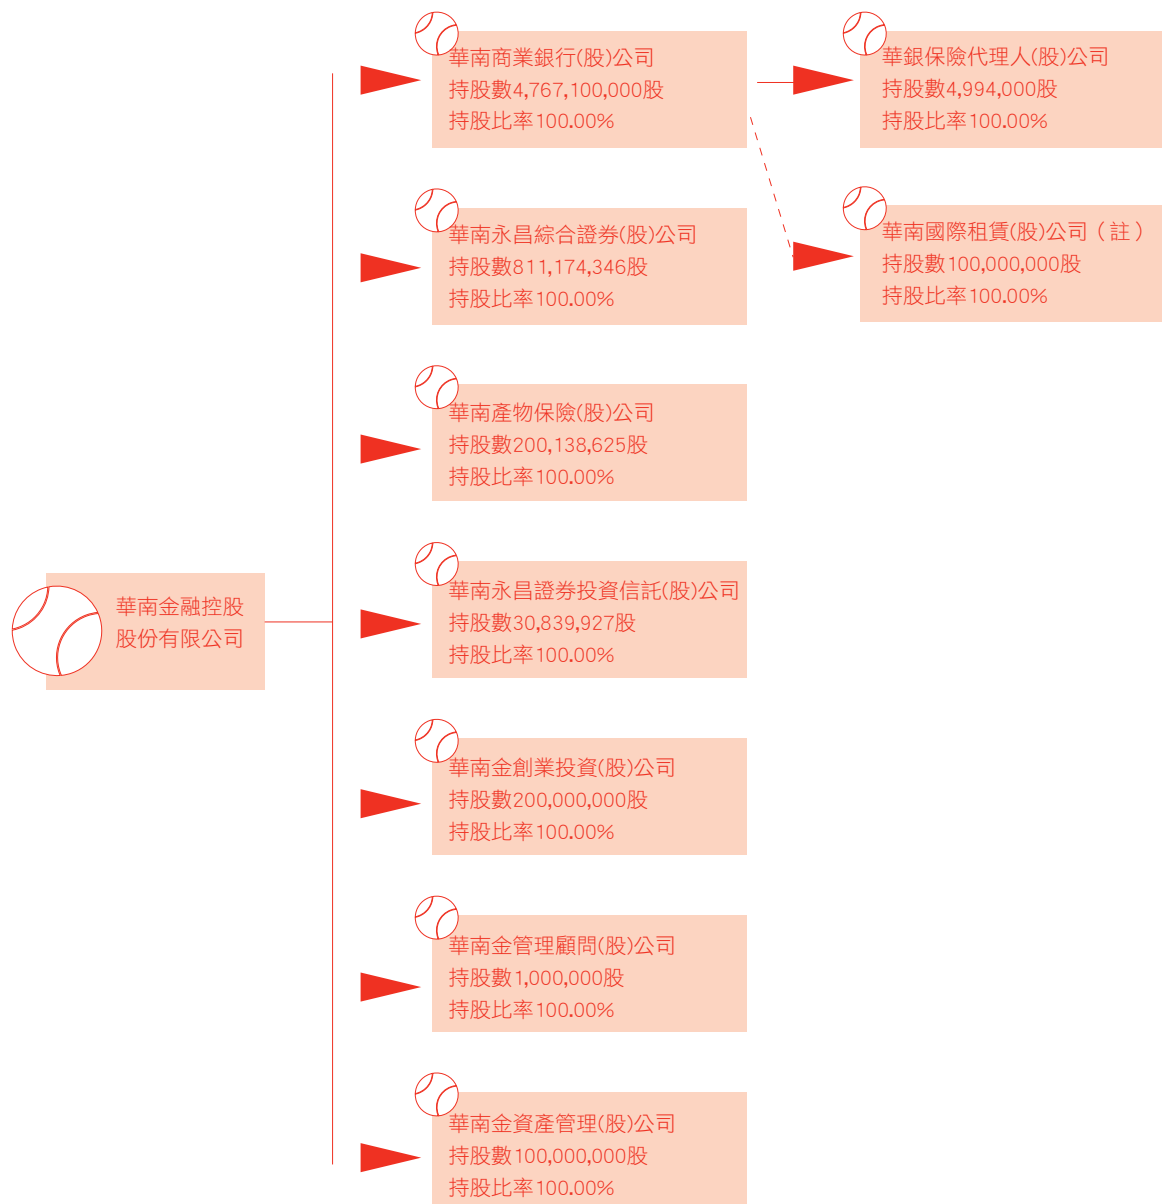 華南金融控股
股份有限公司
華南商業銀行(股)公司
持股數4,767,100,000股
持股比率100.00%
華銀保險代理人(股)公司
持股數4,994,000股
持股比率100.00%
華南國際租賃(股)公司（註）
持股數100,000,000股
持股比率100.00%
華南永昌綜合證券(股)公司
持股數811,174,346股
持股比率100.00%
華南產物保險(股)公司
持股數200,138,625股
持股比率100.00%
華南永昌證券投資信託(股)公司
持股數30,839,927股
持股比率100.00%
華南金創業投資(股)公司
持股數200,000,000股
持股比率100.00%
華南金管理顧問(股)公司
持股數1,000,000股
持股比率100.00%
華南金資產管理(股)公司
持股數100,000,000股
持股比率100.00%